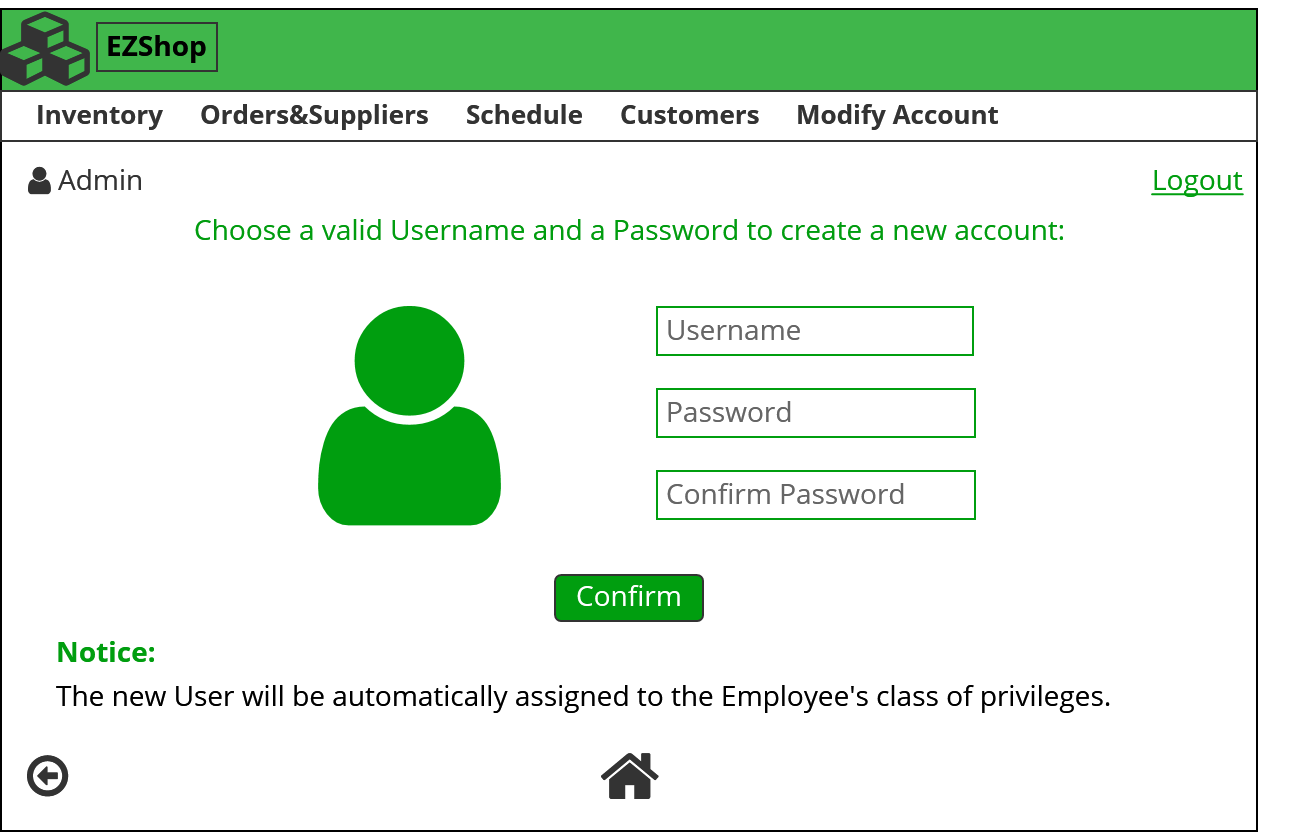 EZShop
Inventory Orders&Suppliers Schedule Customers Modify Account
Admin Logout
Choose a valid Username and a Password to create a new account:
Username
Password
Confirm Password
Confirm
Notice:
The new User will be automatically assigned to the Employee's class of privileges.